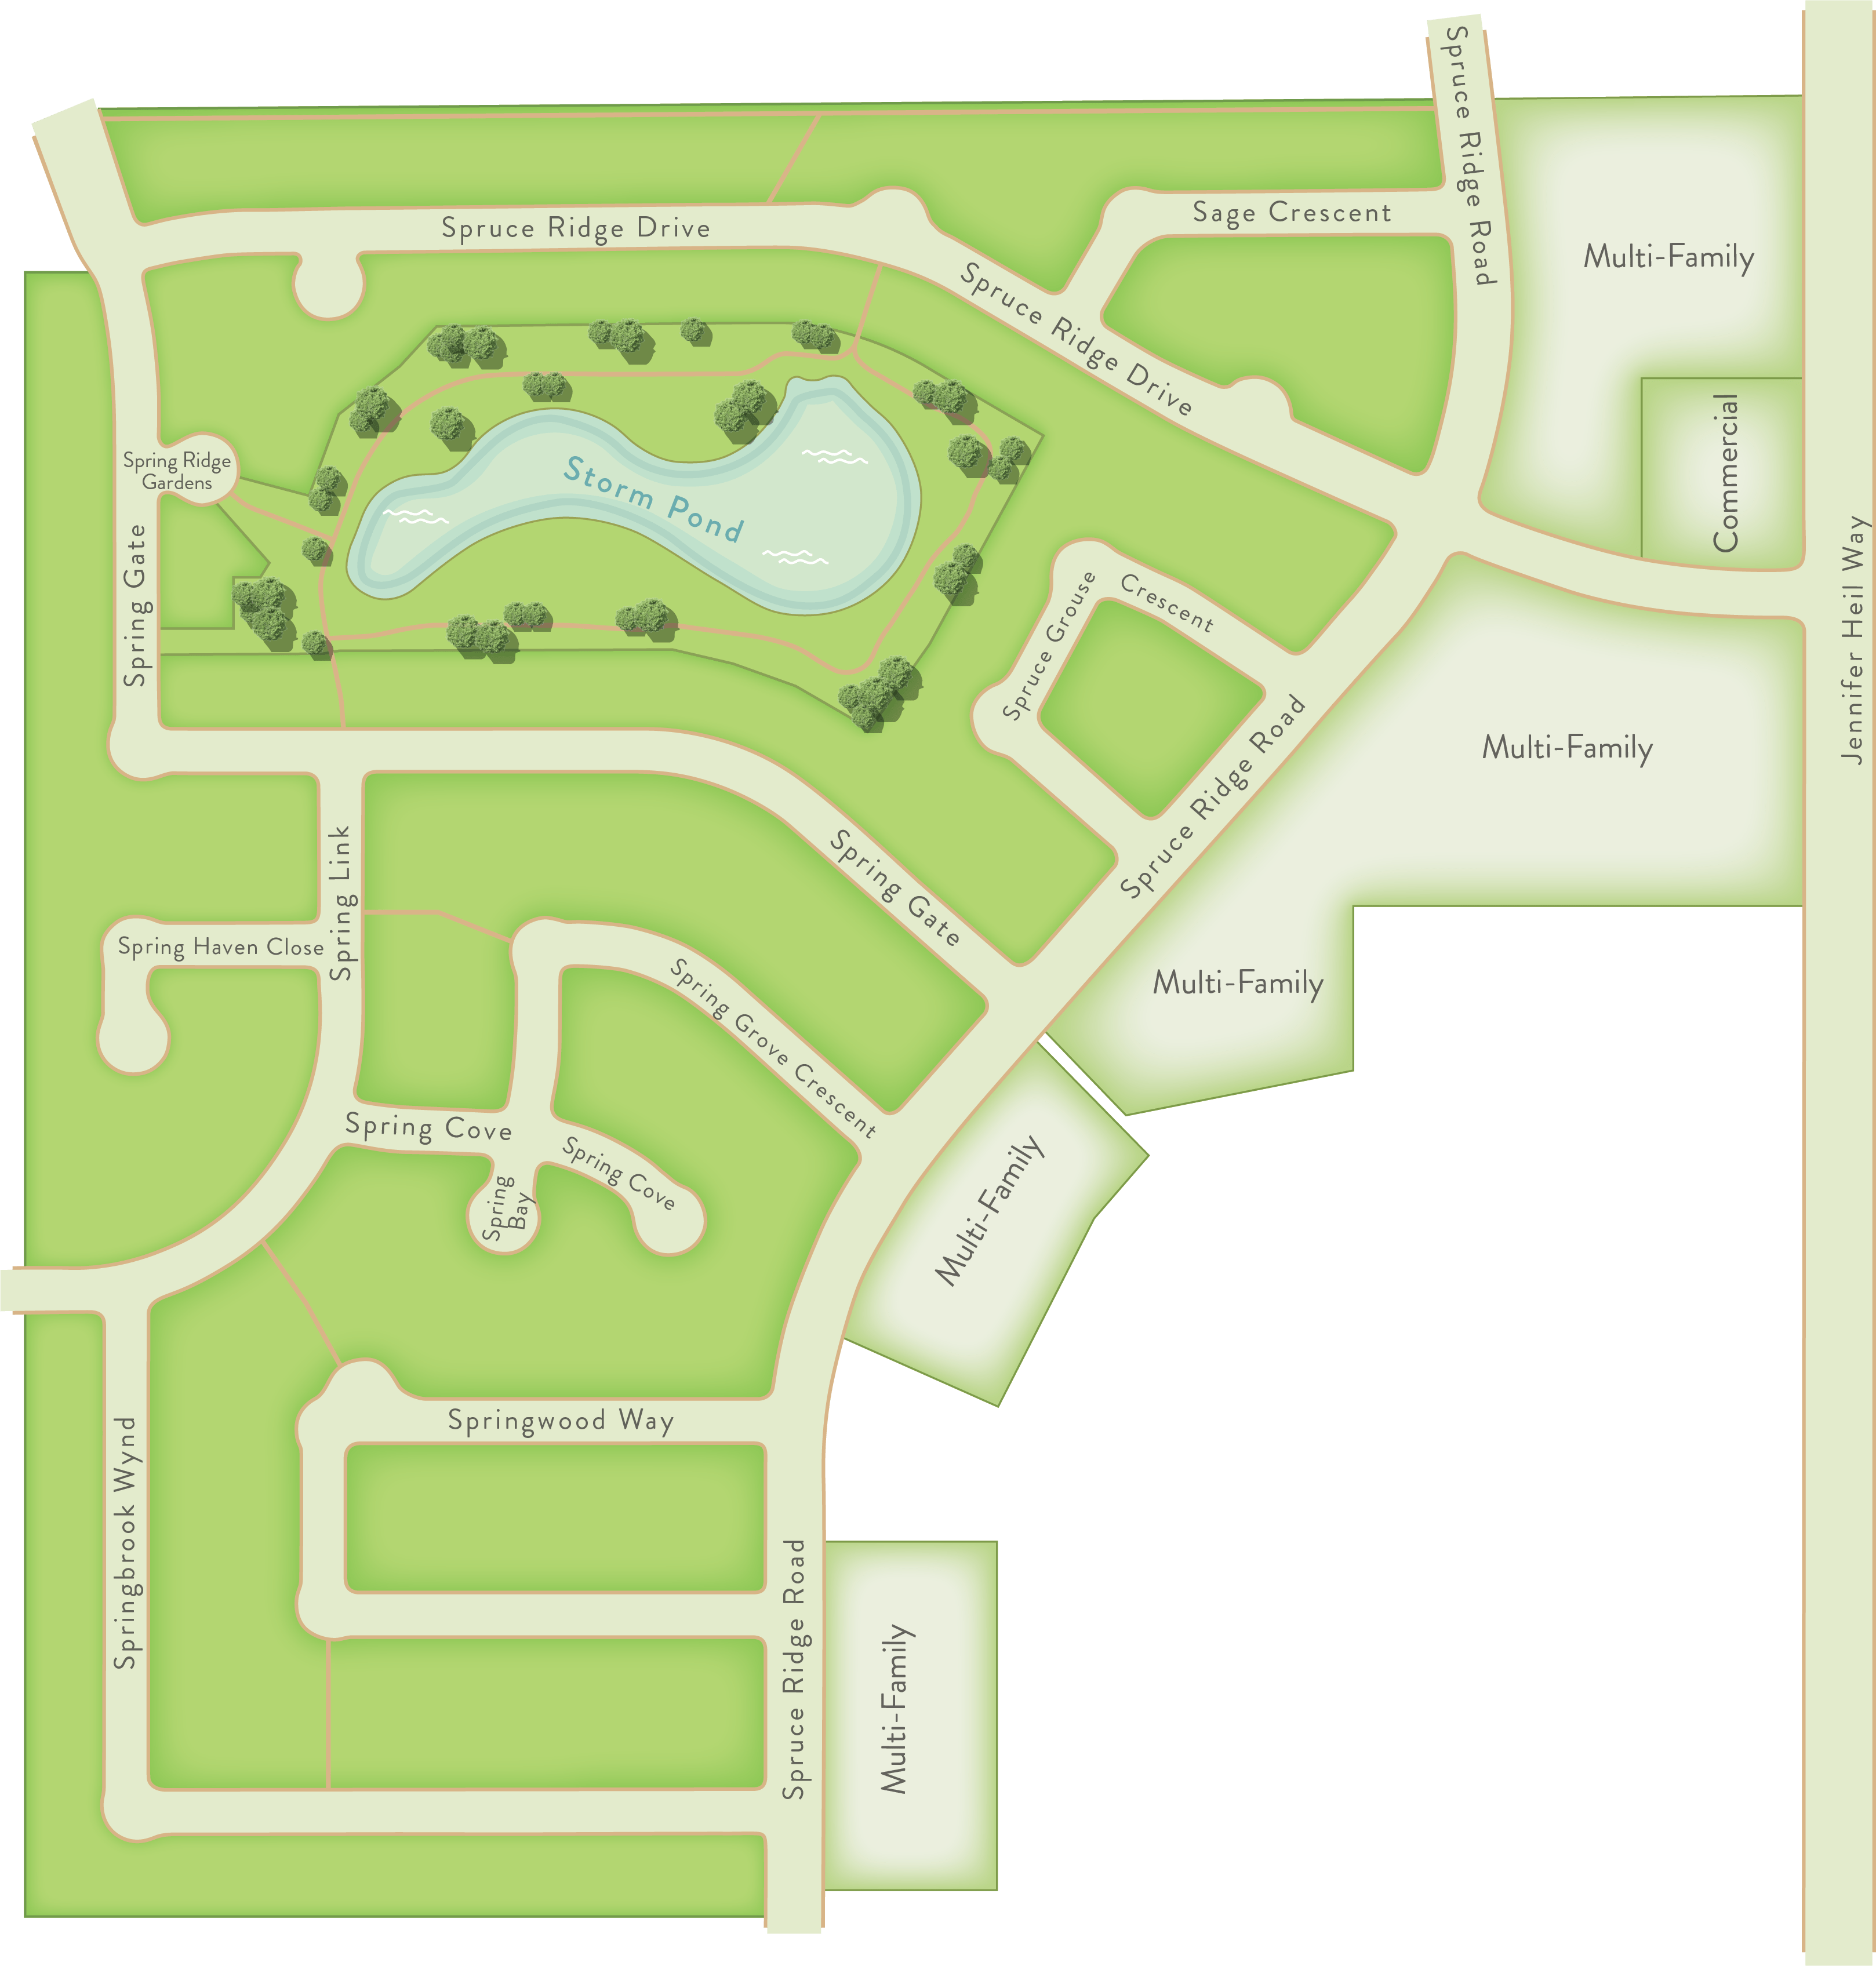 Spruce Ridge Road
Spruce Ridge Drive
Sage Crescent
Multi-Family
Spruce Ridge Drive
Commercial
Spring Ridge
Gardens
Storm Pond
Spring Gate
Jennifer Heil Way
Spruce Grouse
Crescent
Spruce Ridge Road
Multi-Family
Spring Link
Spring Gate
Spring Haven Close
Multi-Family
Spring Grove Crescent
Spring Cove
Spring Cove
Spring
Bay
Multi-Family
Springwood Way
Springbrook Wynd
Spruce Ridge Road
Multi-Family